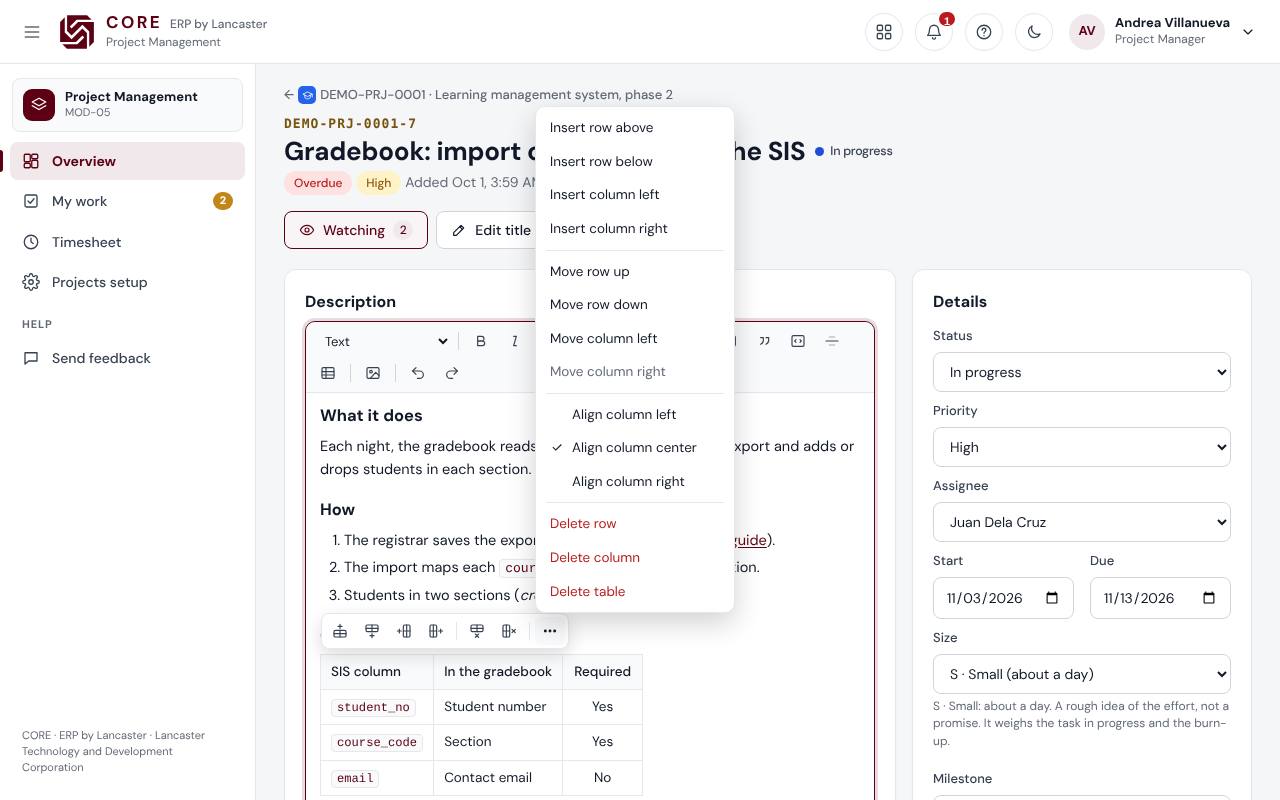 CORE ERP by Lancaster
Project Management
1
AV
Andrea Villanueva
Project Manager
Project Management
MOD-05
Overview
My work 2
Timesheet
Projects setup
HELP
Send feedback
CORE · ERP by Lancaster · Lancaster
Technology and Development
Corporation
← DEMO-PRJ-0001 · Learning management system, phase 2
DEMO-PRJ-0001-7
Gradebook: import he SIS In progress
Overdue High Added Oct 1, 3:59
Watching 2 Edit title
Description
Text B I
What it does
Each night, the gradebook reads xport and adds or
drops students in each section.
How
1. The registrar saves the expor guide).
2. The import maps each cour tion.
3. Students in two sections (cr
SIS column In the gradebook Required
student_no Student number Yes
course_code Section Yes
email Contact email No
Insert row above
Insert row below
Insert column left
Insert column right
Move row up
Move row down
Move column left
Move column right
Align column left
Align column center
Align column right
Delete row
Delete column
Delete table
Details
Status
In progress
Priority
High
Assignee
Juan Dela Cruz
Start Due
11/03/2026 11/13/2026
Size
S · Small (about a day)
S · Small: about a day. A rough idea of the effort, not a
promise. It weighs the task in progress and the burn-
up.
Milestone